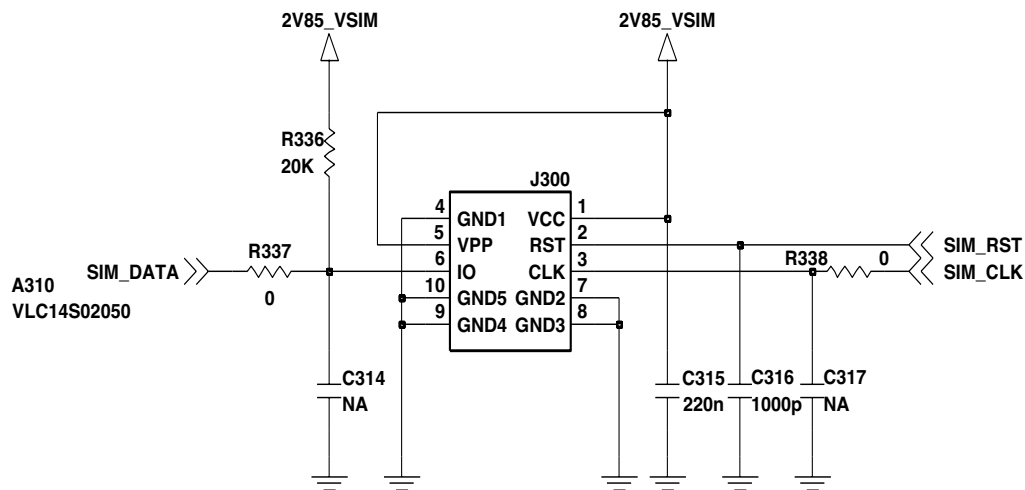 2V85_VSIM
2V85_VSIM
R336
20K
J300
4
GND1
VCC
1
5
VPP
RST
2
SIM_RST
6
IO
CLK
3
R338
0
SIM_CLK
SIM_DATA
R337
0
A310
VLC14S02050
10
GND5
GND2
7
9
GND4
GND3
8
C314
NA
C315
220n
C316
1000p
C317
NA